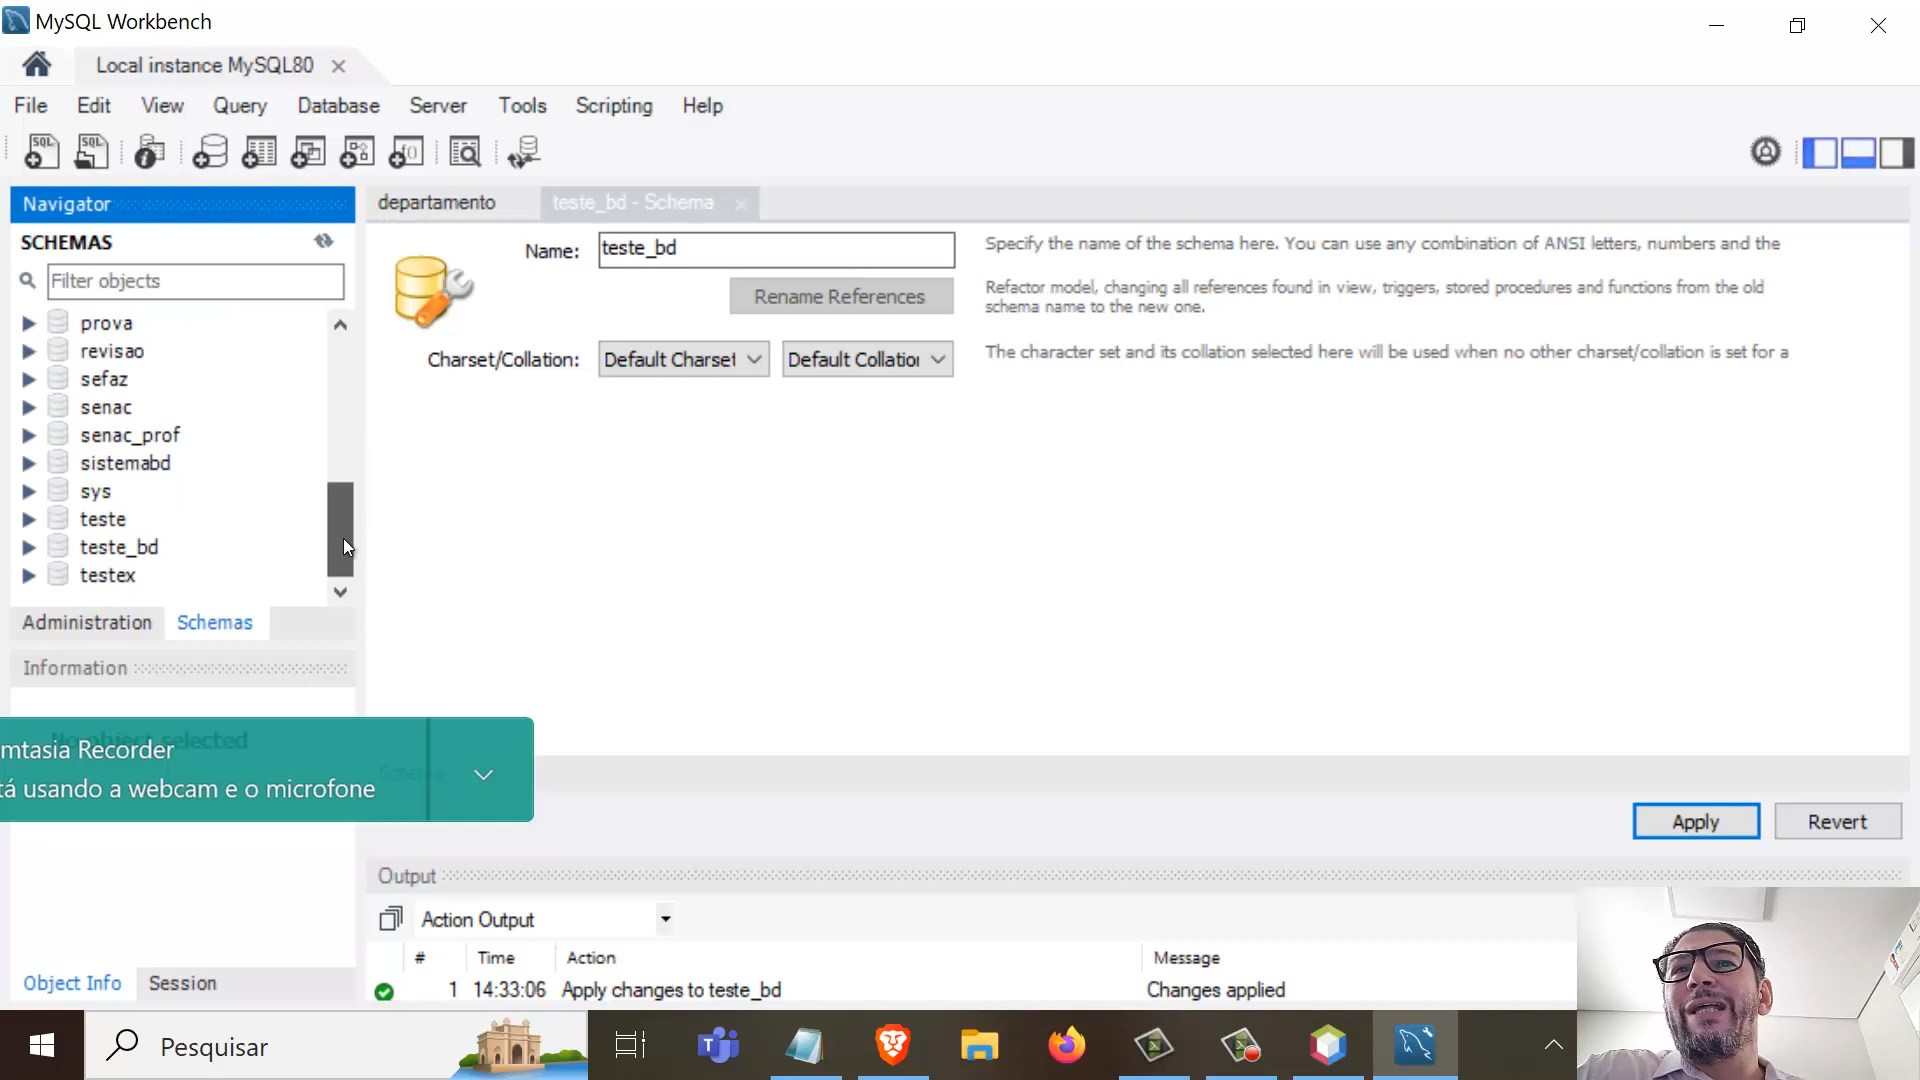 MySQL Workbench
Local instance MySQL80
File Edit View Query Database Server Tools Scripting Help
Navigator
SCHEMAS
Filter objects
prova
revisao
sefaz
senac
senac_prof
sistemabd
sys
teste
teste_bd
testex
Administration Schemas
Information
No object selected
mtasia Recorder
tá usando a webcam e o microfone
Object Info Session
departamento teste_bd - Schema
Name: teste_bd
Specify the name of the schema here. You can use any combination of ANSI letters, numbers and the
Rename References
Refactor model, changing all references found in view, triggers, stored procedures and functions from the old
schema name to the new one.
Charset/Collation: Default Charset Default Collation
The character set and its collation selected here will be used when no other charset/collation is set for a
Apply Revert
Output
Action Output
# Time Action Message
1 14:33:06 Apply changes to teste_bd Changes applied
Pesquisar